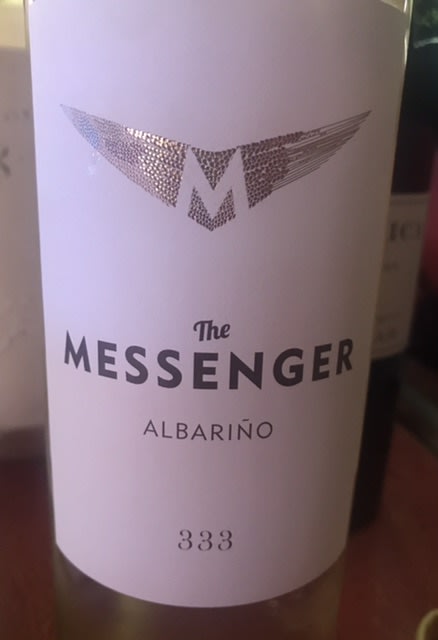 M
The
MESSENGER
ALBARIÑO
333